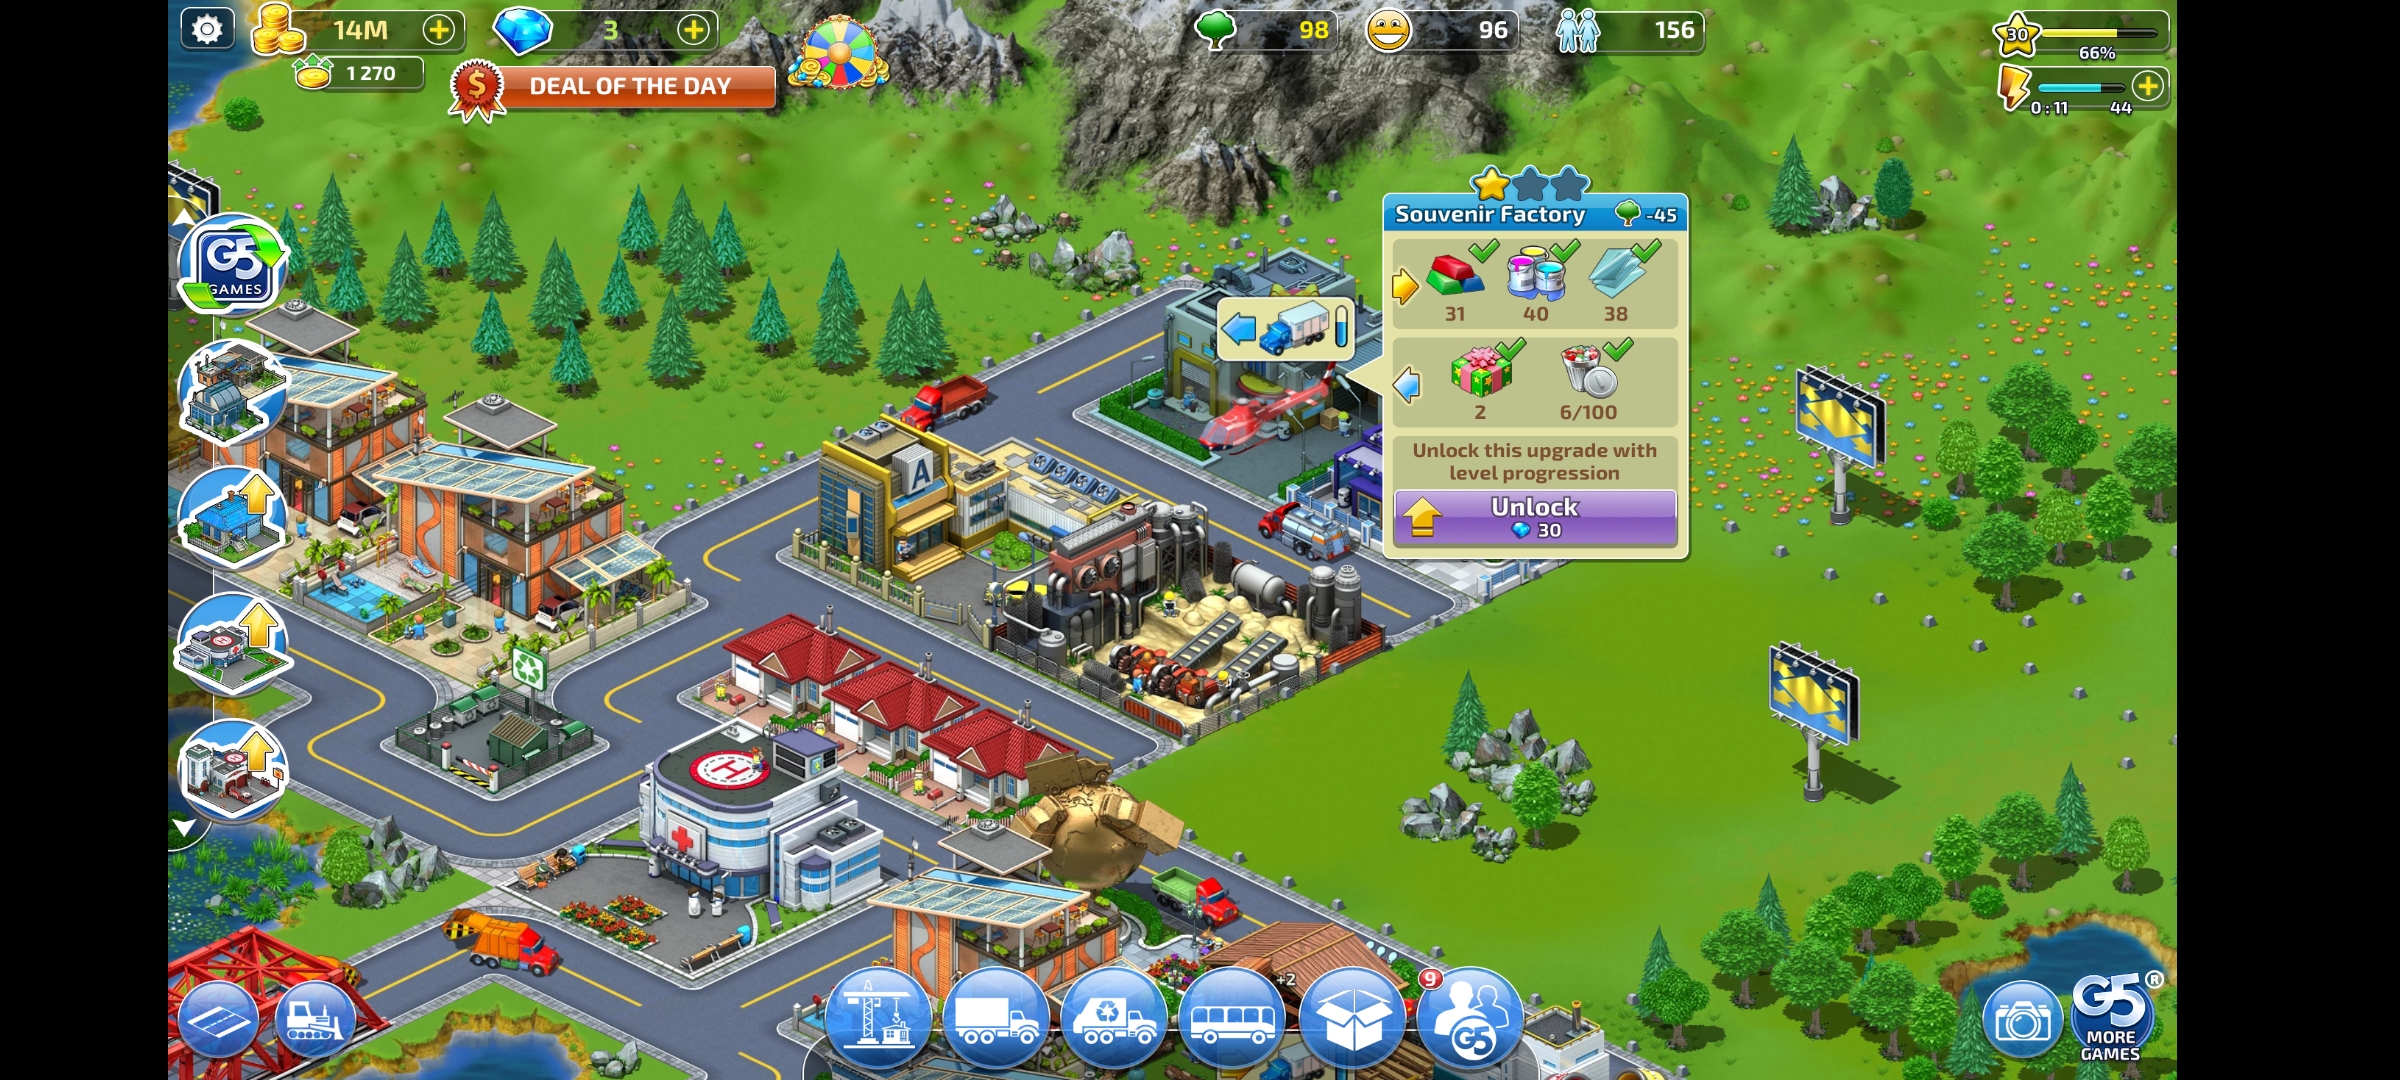 14M
3
98
96
156
30
66%
1 270
DEAL OF THE DAY
0:11
44
Souvenir Factory
-45
G5
GAMES
31
40
38
2
6/100
Unlock this upgrade with
level progression
Unlock
30
A
H
A
+2
9
G5
G5
®
MORE
GAMES